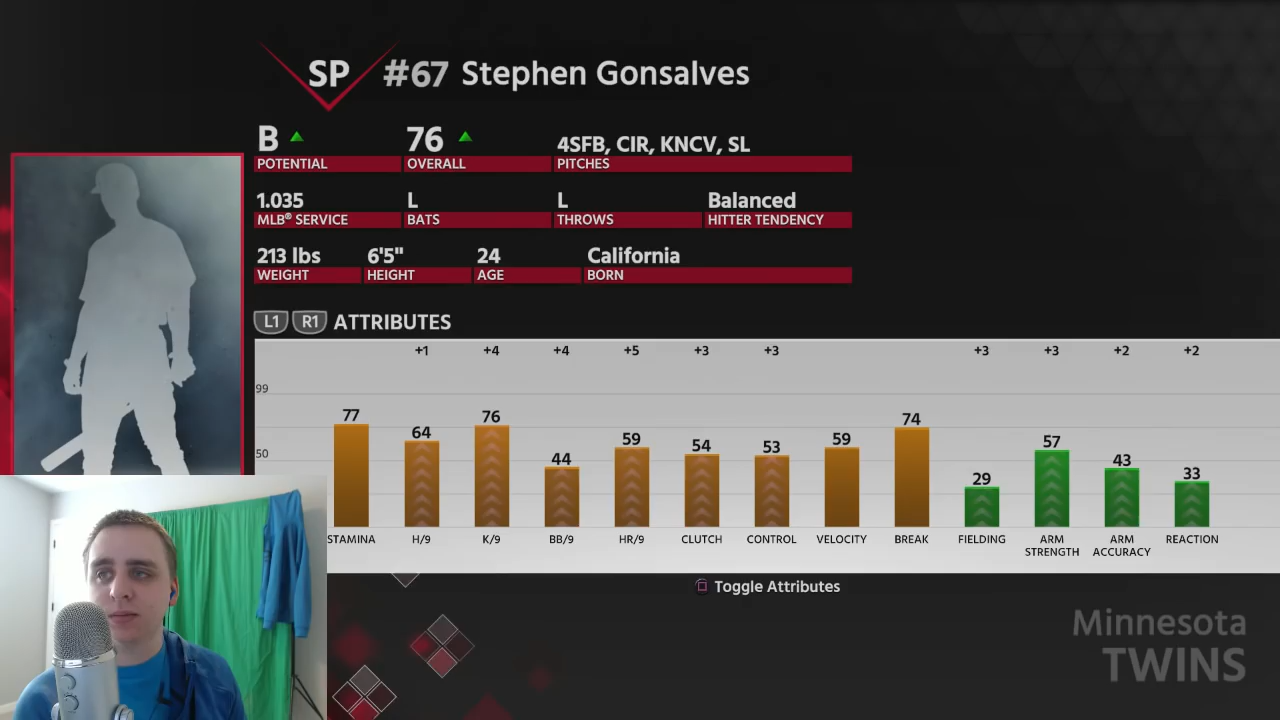 SP #67 Stephen Gonsalves
B 76 4SFB, CIR, KNCV, SL
POTENTIAL OVERALL PITCHES
1.035 L L Balanced
MLB® SERVICE BATS THROWS HITTER TENDENCY
213 lbs 6'5" 24 California
WEIGHT HEIGHT AGE BORN
L1 R1 ATTRIBUTES
+1 +4 +4 +5 +3 +3 +3 +3 +2 +2
99
50
77 64 76 44 59 54 53 59 74 29 57 43 33
STAMINA H/9 K/9 BB/9 HR/9 CLUTCH CONTROL VELOCITY BREAK FIELDING ARM STRENGTH ARM ACCURACY REACTION
Toggle Attributes
Minnesota
TWINS